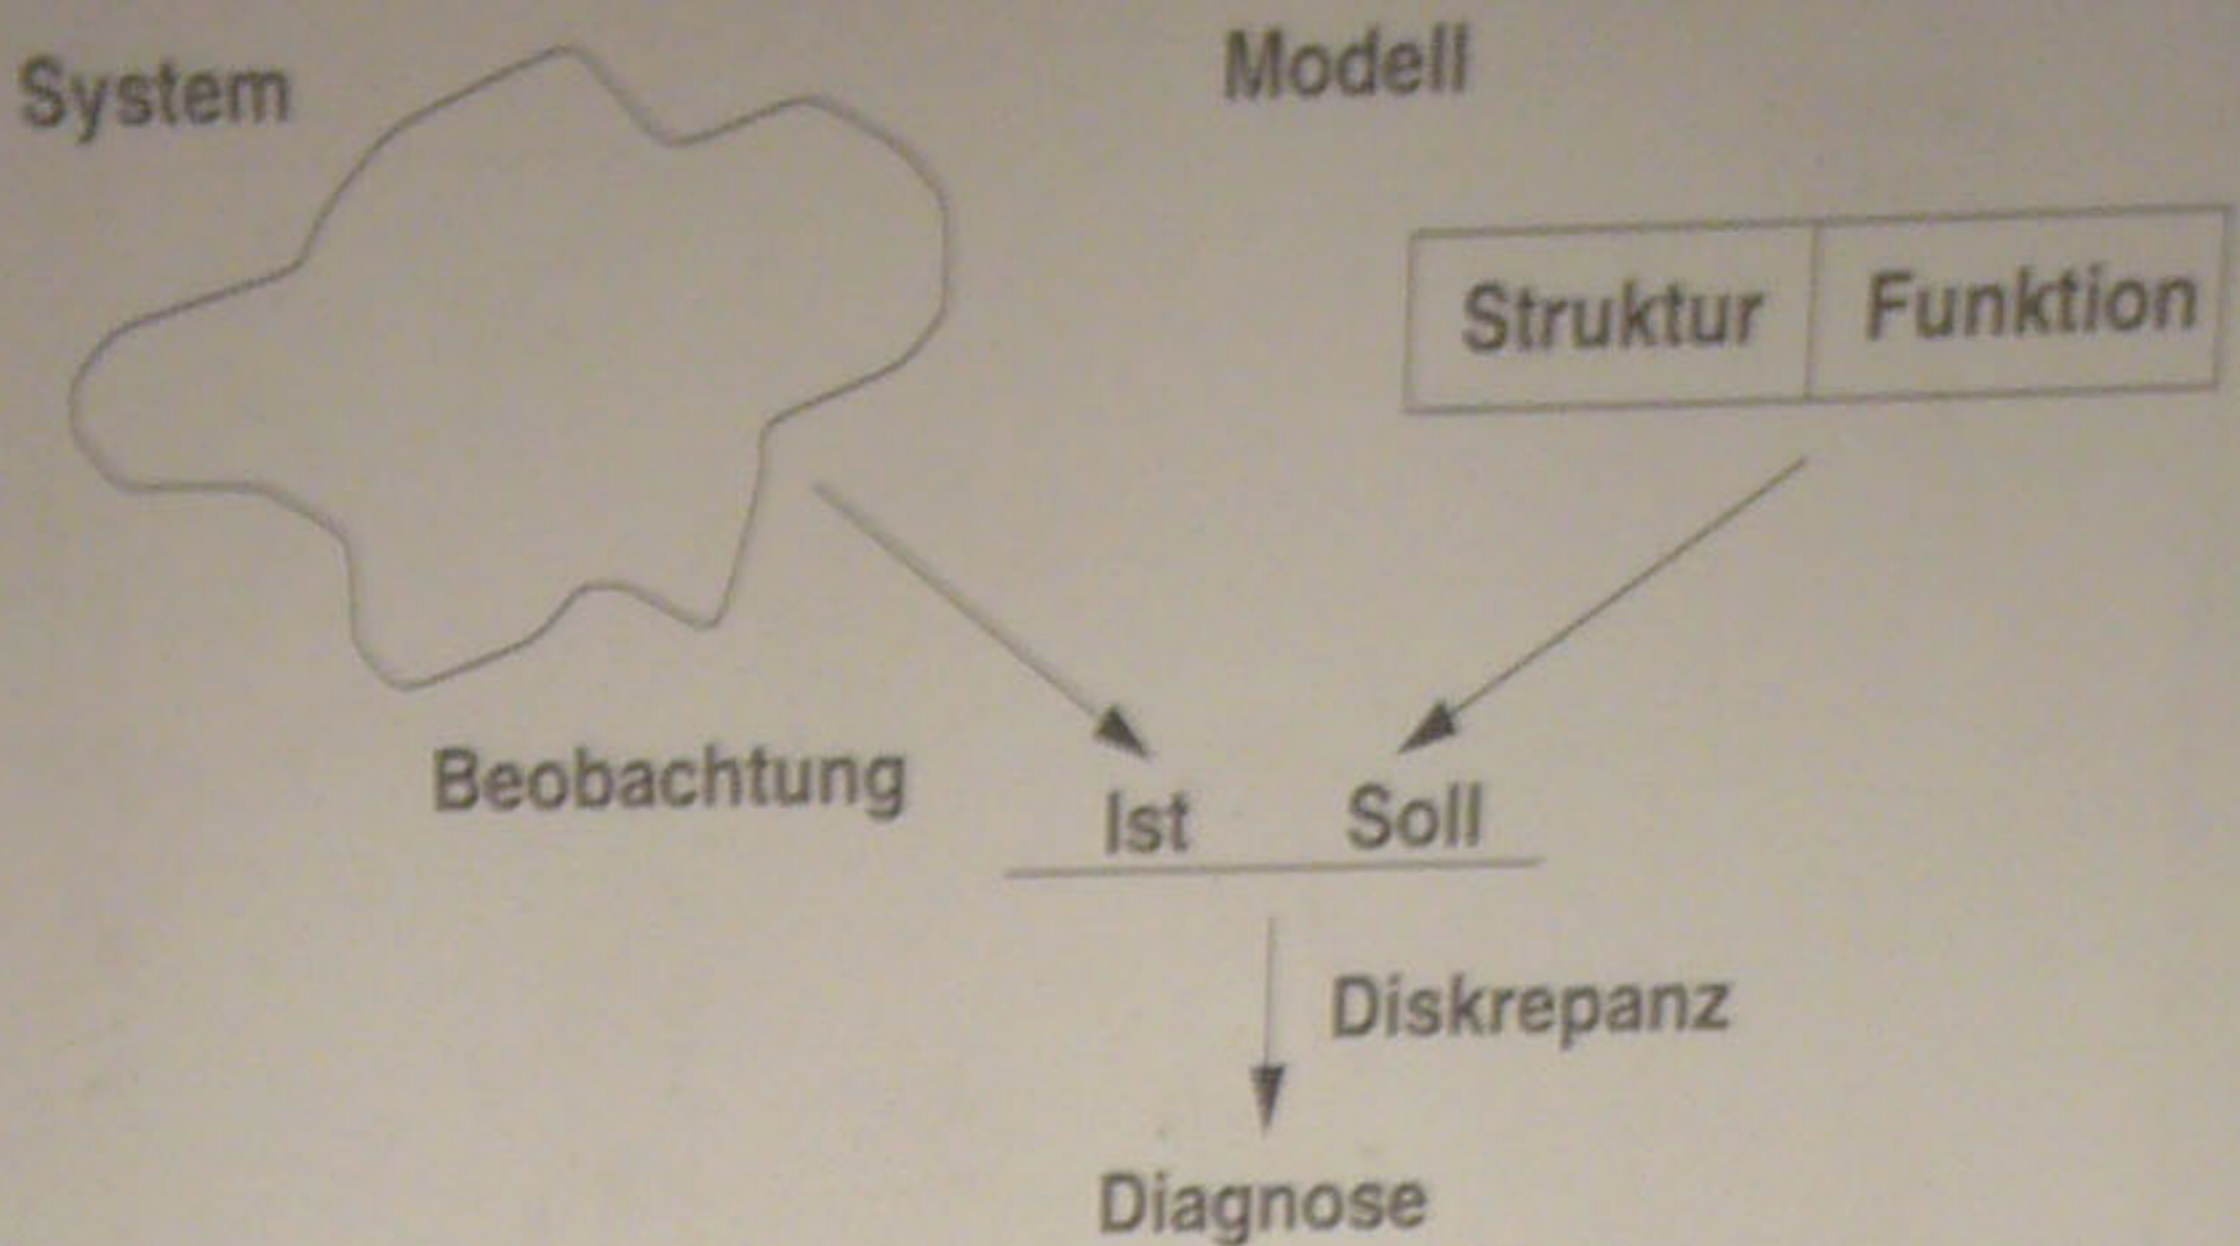 System
Modell
Struktur
Funktion
Beobachtung
Ist
Soll
Diskrepanz
Diagnose